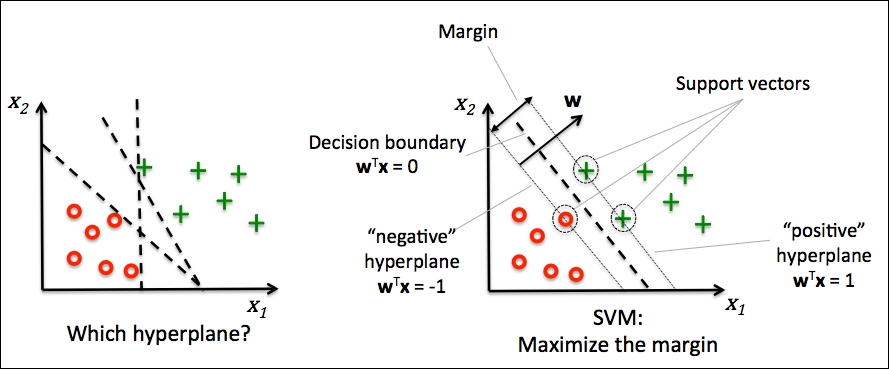 x₂
x₁
Which hyperplane?
Margin
x₂
w
Support vectors
Decision boundary
wᵀx = 0
“negative”
hyperplane
wᵀx = -1
“positive”
hyperplane
wᵀx = 1
x₁
SVM:
Maximize the margin